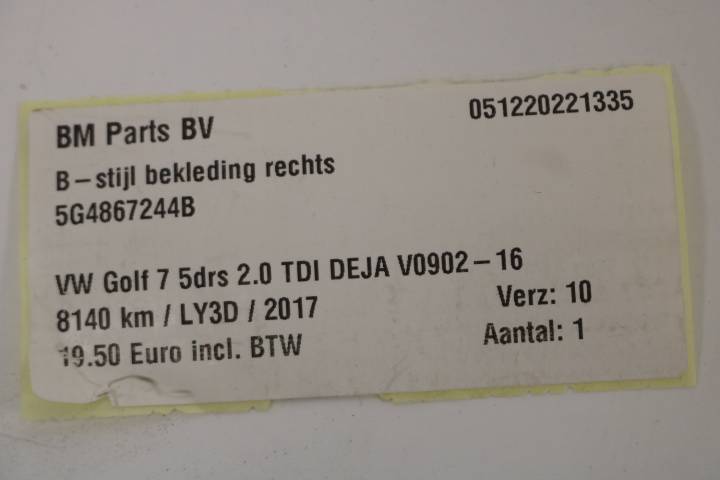 BM Parts BV 051220221335
B-stijl bekleding rechts
5G4867244B
VW Golf 7 5drs 2.0 TDI DEJA V0902-16
8140 km / LY3D / 2017 Verz: 10
19.50 Euro incl. BTW Aantal: 1